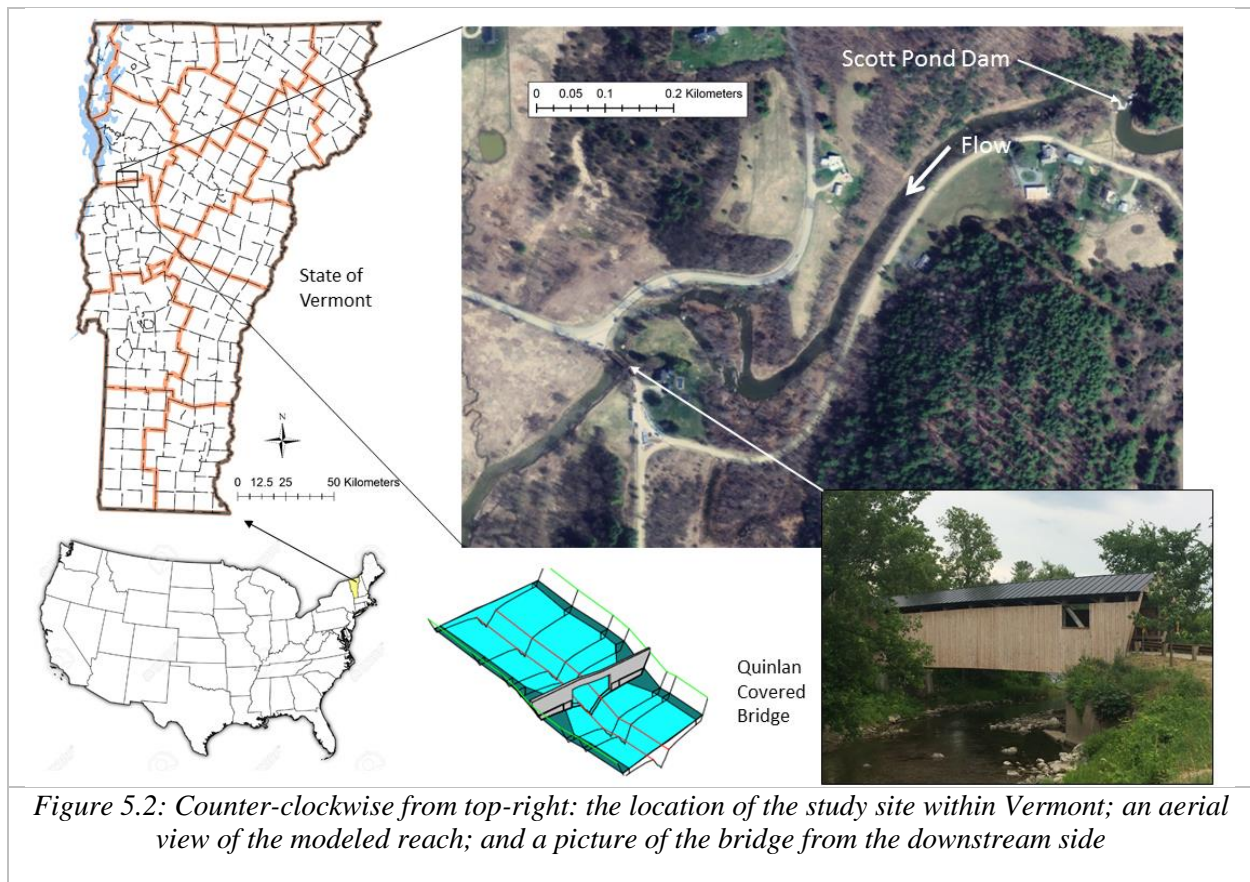 State of
Vermont
N
0 12.5 25 50 Kilometers
0 0.05 0.1 0.2 Kilometers
Scott Pond Dam
Flow
Quinlan
Covered
Bridge
Figure 5.2: Counter-clockwise from top-right: the location of the study site within Vermont; an aerial
view of the modeled reach; and a picture of the bridge from the downstream side